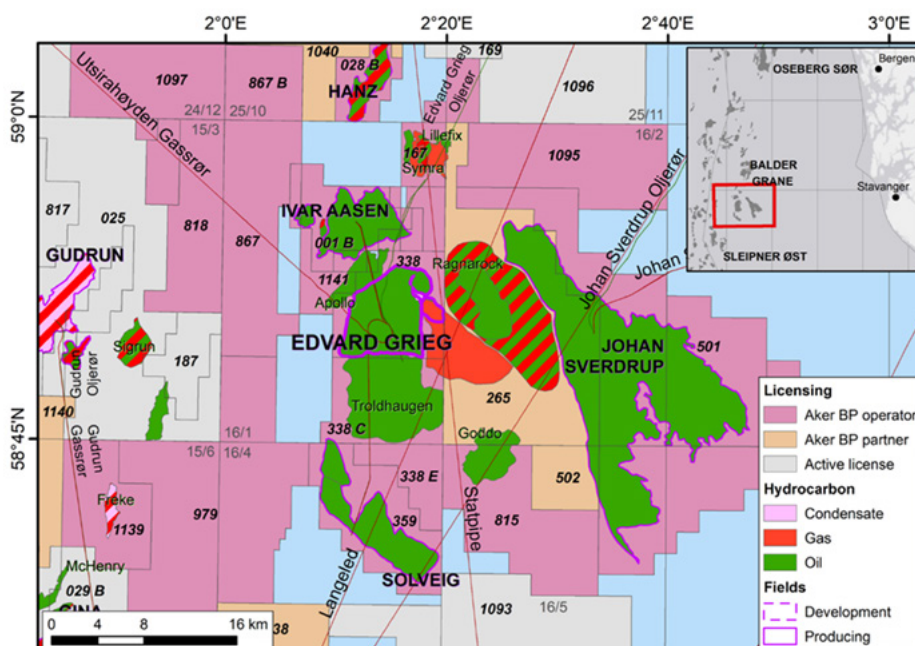 2°0'E
2°20'E
2°40'E
3°0'E
1040
169
028 B
1097
867 B
HANZ
1096
Utsirahøyden Gassrør
Edvard Grieg
Oljerør
OSEBERG SØR
Bergen
59°0'N
24/12
25/10
25/11
15/3
16/2
Lillefix
167
Symra
1095
BALDER
GRANE
Stavanger
SLEIPNER ØST
817
025
818
867
IVAR AASEN
001 B
338
Johan Sverdrup Oljerør
Johan S
GUDRUN
1141
Ragnarock
Apollo
EDVARD GRIEG
JOHAN
SVERDRUP
501
Sigrun
187
Gudrun
Oljerør
265
1140
Troldhaugen
Gudrun
Gassrør
58°45'N
338 C
Goddo
16/1
15/6
16/4
338 E
502
Freke
979
1139
359
Statpipe
815
McHenry
029 B
SOLVEIG
Langeled
1093
16/5
38
0
4
8
16 km
Licensing
Aker BP operator
Aker BP partner
Active license
Hydrocarbon
Condensate
Gas
Oil
Fields
Development
Producing